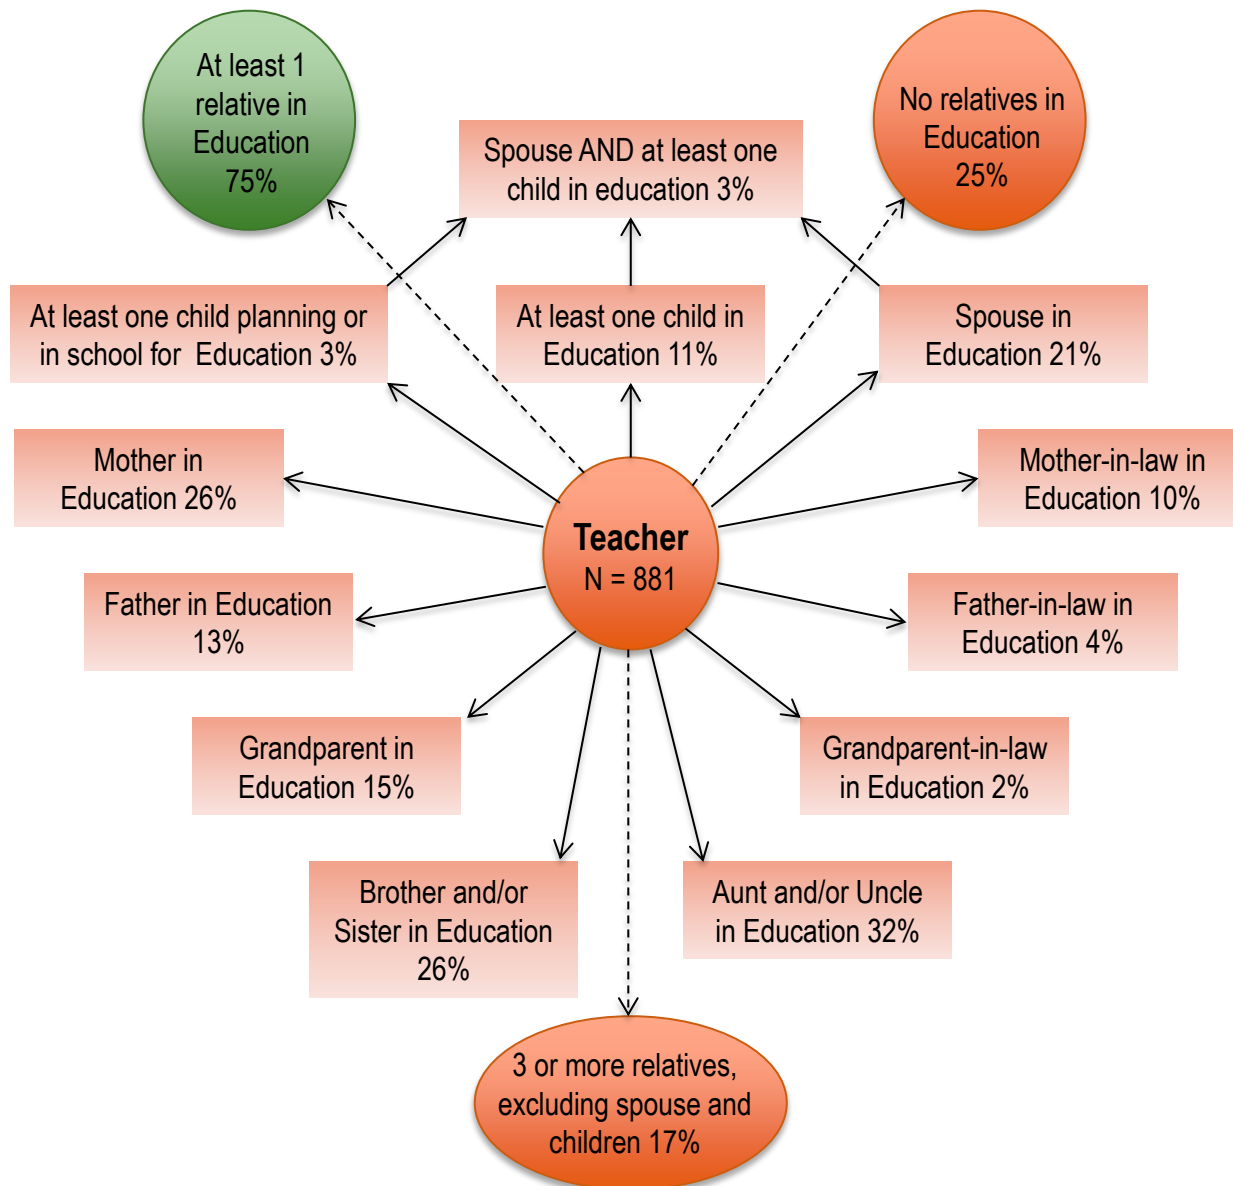 At least 1
relative in
Education
75%
No relatives in
Education
25%
Spouse AND at least one
child in education 3%
At least one child planning or
in school for Education 3%
At least one child in
Education 11%
Spouse in
Education 21%
Mother in
Education 26%
Mother-in-law in
Education 10%
Teacher
N = 881
Father in Education
13%
Father-in-law in
Education 4%
Grandparent in
Education 15%
Grandparent-in-law
in Education 2%
Brother and/or
Sister in Education
26%
Aunt and/or Uncle
in Education 32%
3 or more relatives,
excluding spouse and
children 17%